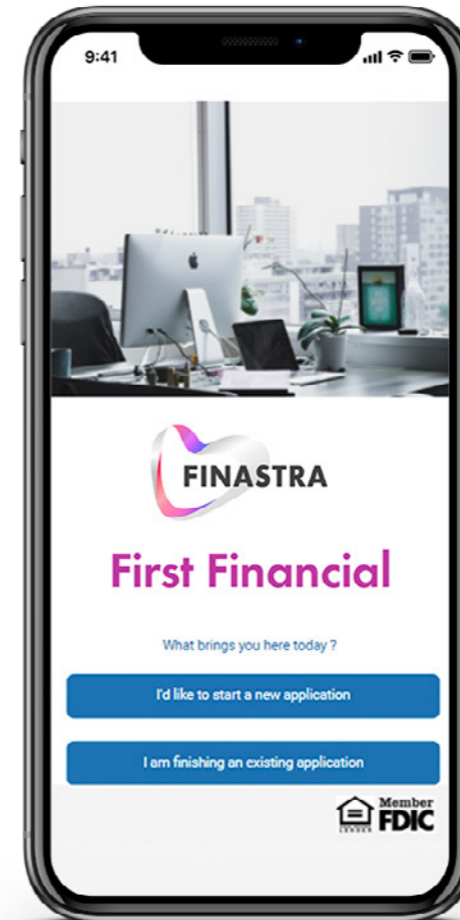 9:41
FINASTRA
First Financial
What brings you here today ?
I'd like to start a new application
I am finishing an existing application
Member
FDIC
LENDER